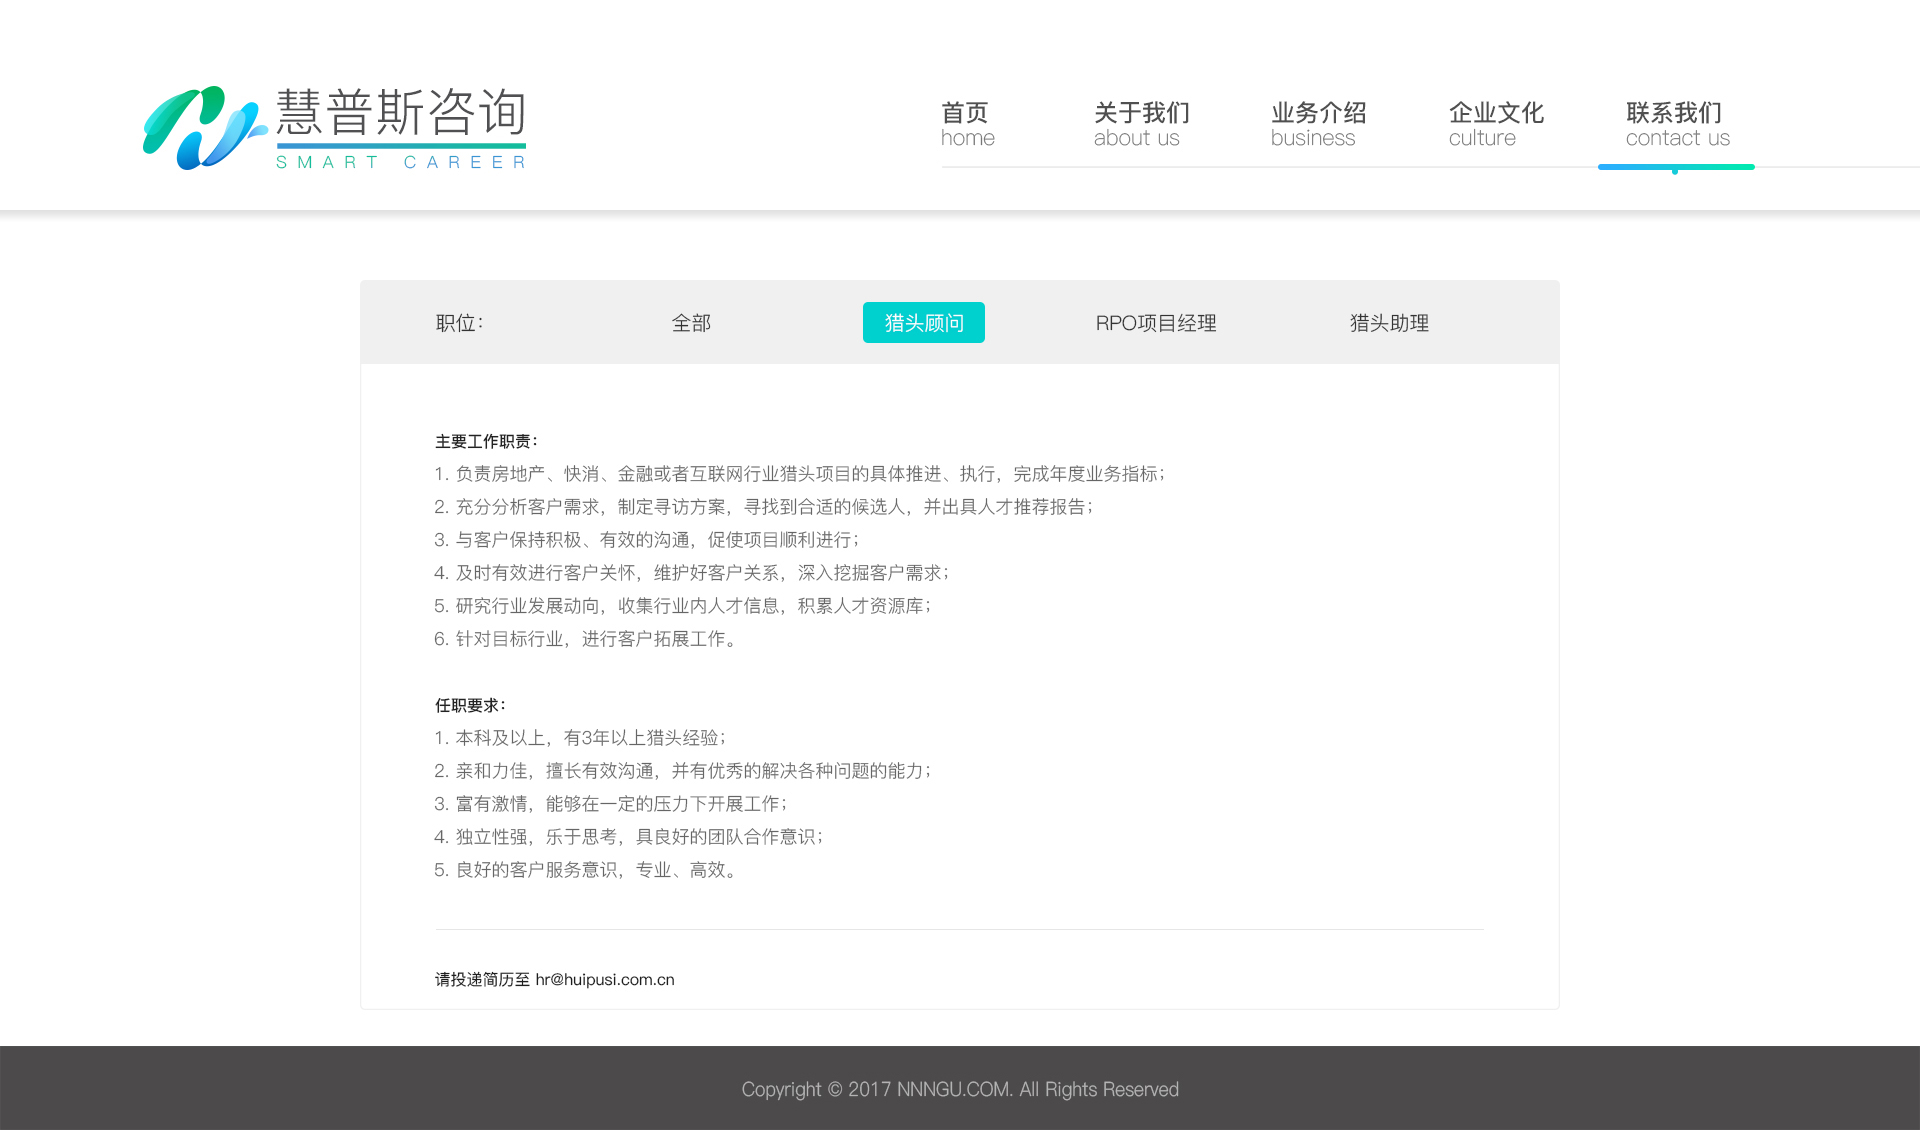 慧普斯咨询
SMART CAREER
首页 关于我们 业务介绍 企业文化 联系我们
home about us business culture contact us
职位： 全部 猎头顾问 RPO项目经理 猎头助理
主要工作职责：
1. 负责房地产、快消、金融或者互联网行业猎头项目的具体推进、执行，完成年度业务指标；
2. 充分分析客户需求，制定寻访方案，寻找到合适的候选人，并出具人才推荐报告；
3. 与客户保持积极、有效的沟通，促使项目顺利进行；
4. 及时有效进行客户关怀，维护好客户关系，深入挖掘客户需求；
5. 研究行业发展动向，收集行业内人才信息，积累人才资源库；
6. 针对目标行业，进行客户拓展工作。
任职要求：
1. 本科及以上，有3年以上猎头经验；
2. 亲和力佳，擅长有效沟通，并有优秀的解决各种问题的能力；
3. 富有激情，能够在一定的压力下开展工作；
4. 独立性强，乐于思考，具良好的团队合作意识；
5. 良好的客户服务意识，专业、高效。
请投递简历至 hr@huipusi.com.cn
Copyright © 2017 NNNGU.COM. All Rights Reserved